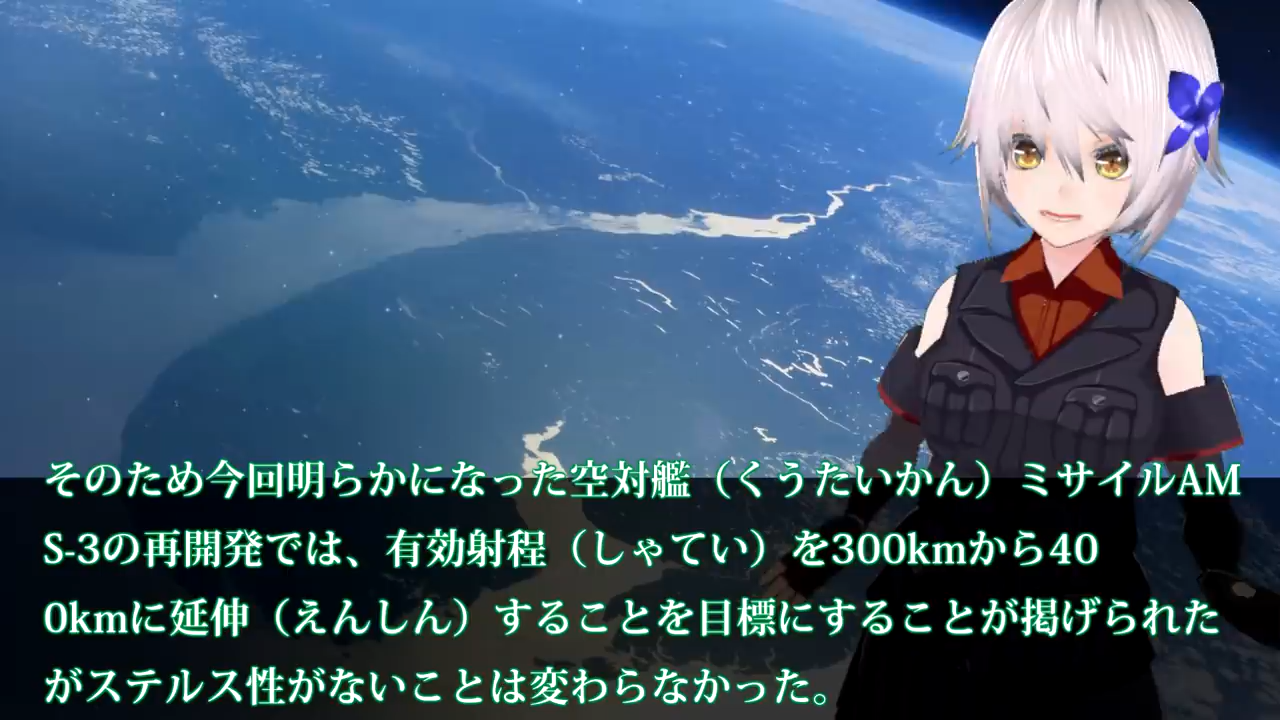 そのため今回明らかになった空対艦（くうたいかん）ミサイルAM
S-3の再開発では、有効射程（しゃてい）を300kmから40
0kmに延伸（えんしん）することを目標にすることが掲げられた
がステルス性がないことは変わらなかった。